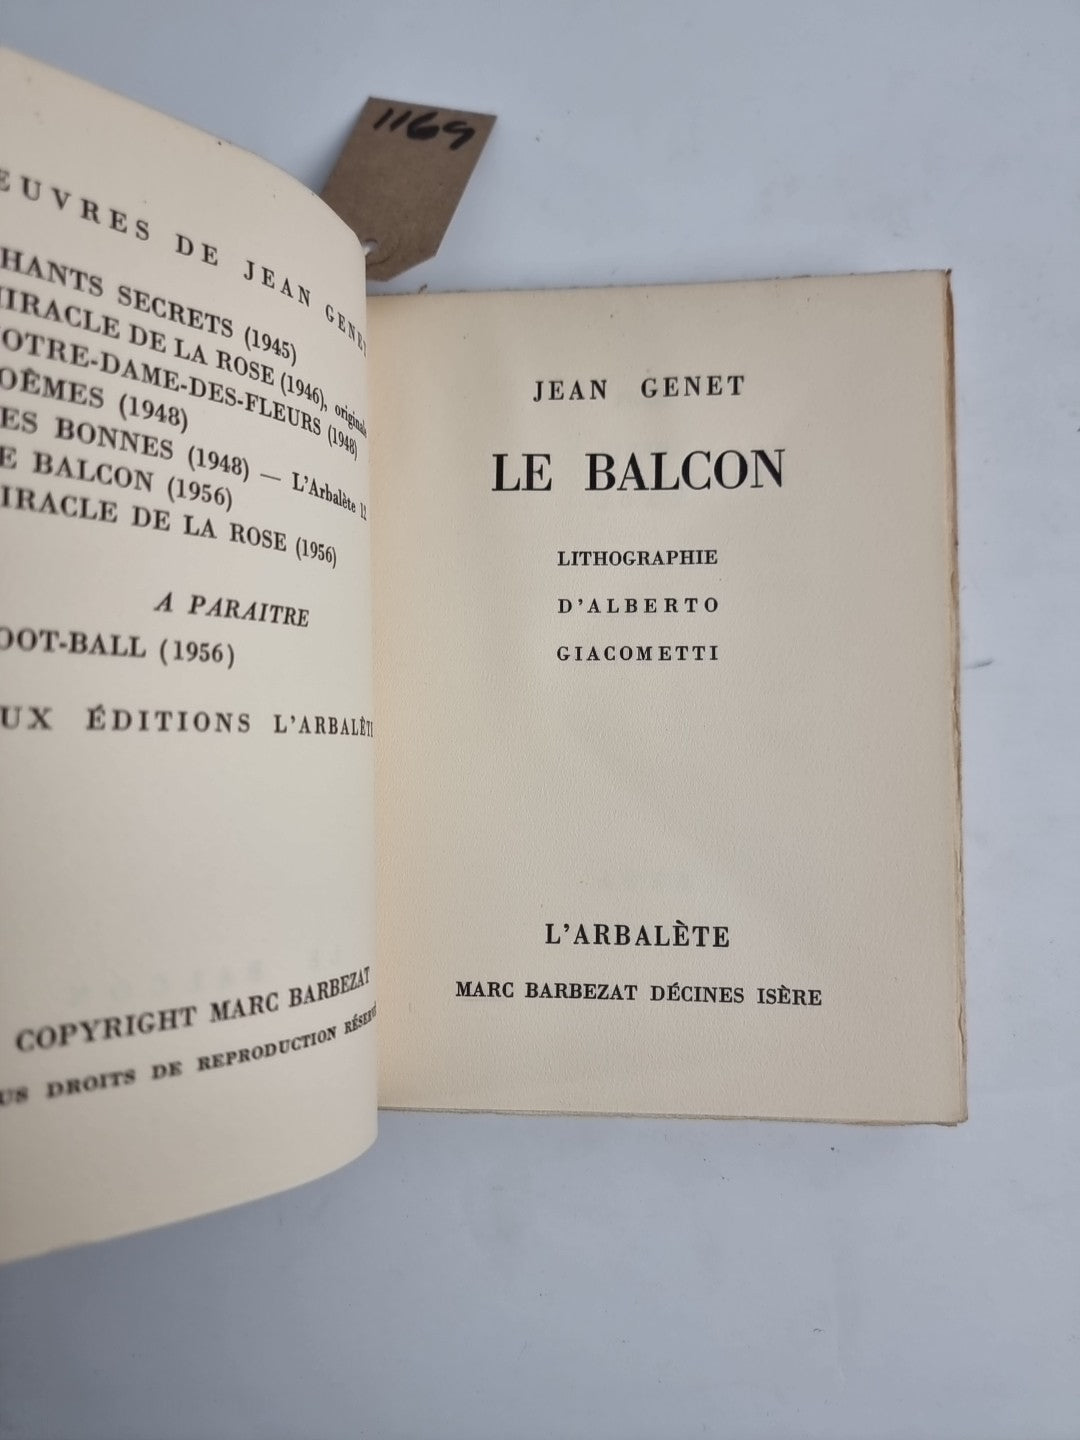 1169
EUVRES DE JEAN GENET
HANTS SECRETS (1945)
IRACLE DE LA ROSE (1946), originale
OTRE-DAME-DES-FLEURS (1948)
OÈMES (1948)
ES BONNES (1948) — L'Arbalète 12
E BALCON (1956)
IRACLE DE LA ROSE (1956)
A PARAITRE
OOT-BALL (1956)
UX ÉDITIONS L'ARBALÈTE
COPYRIGHT MARC BARBEZAT
US DROITS DE REPRODUCTION RÉSERVÉ
JEAN GENET
LE BALCON
LITHOGRAPHIE
D'ALBERTO
GIACOMETTI
L'ARBALÈTE
MARC BARBEZAT DÉCINES ISÈRE